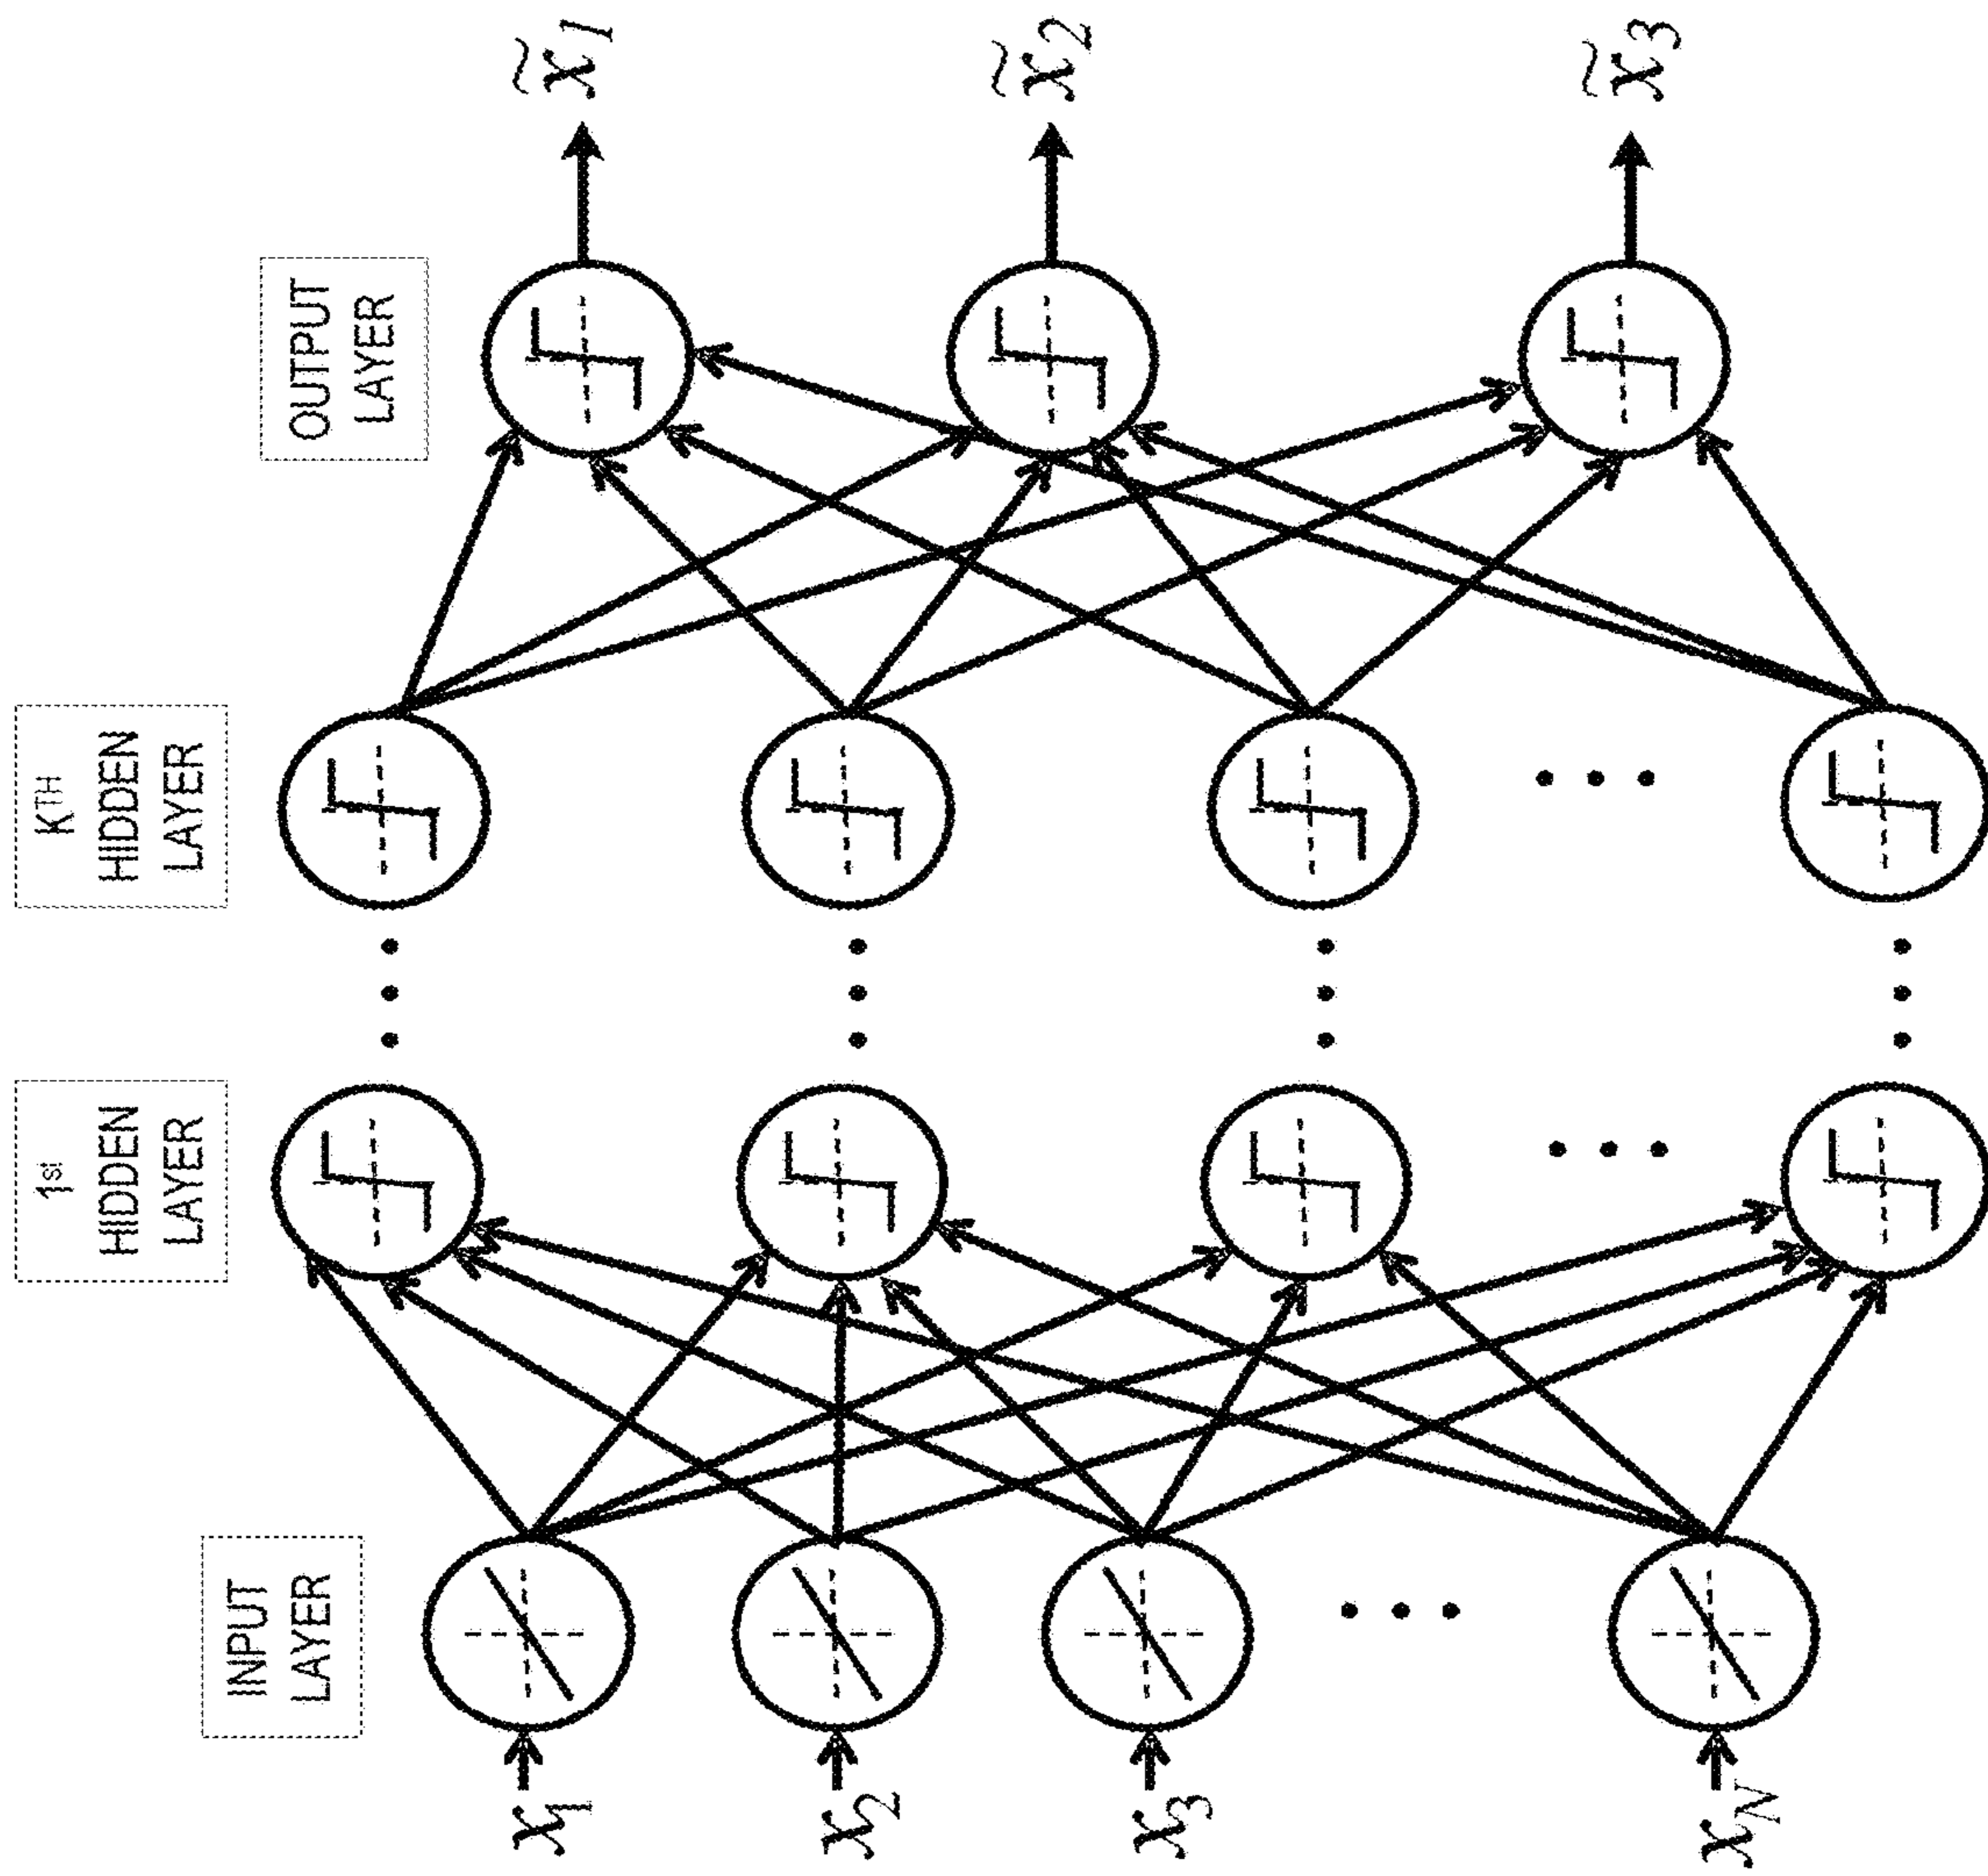 INPUT
LAYER
1st
HIDDEN
LAYER
KTH
HIDDEN
LAYER
OUTPUT
LAYER
x1
x2
x3
xN
x̃1
x̃2
x̃3